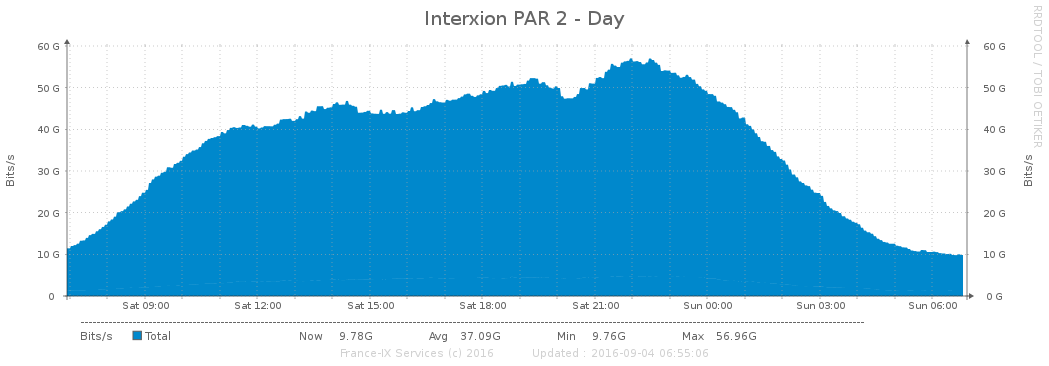 Interxion PAR 2 - Day
RRDTOOL / TOBI OETIKER
Bits/s
60 G
50 G
40 G
30 G
20 G
10 G
0
60 G
50 G
40 G
30 G
20 G
10 G
0 G
Bits/s
Sat 09:00 Sat 12:00 Sat 15:00 Sat 18:00 Sat 21:00 Sun 00:00 Sun 03:00 Sun 06:00
Bits/s Total Now 9.78G Avg 37.09G Min 9.76G Max 56.96G
France-IX Services (c) 2016 Updated : 2016-09-04 06:55:06